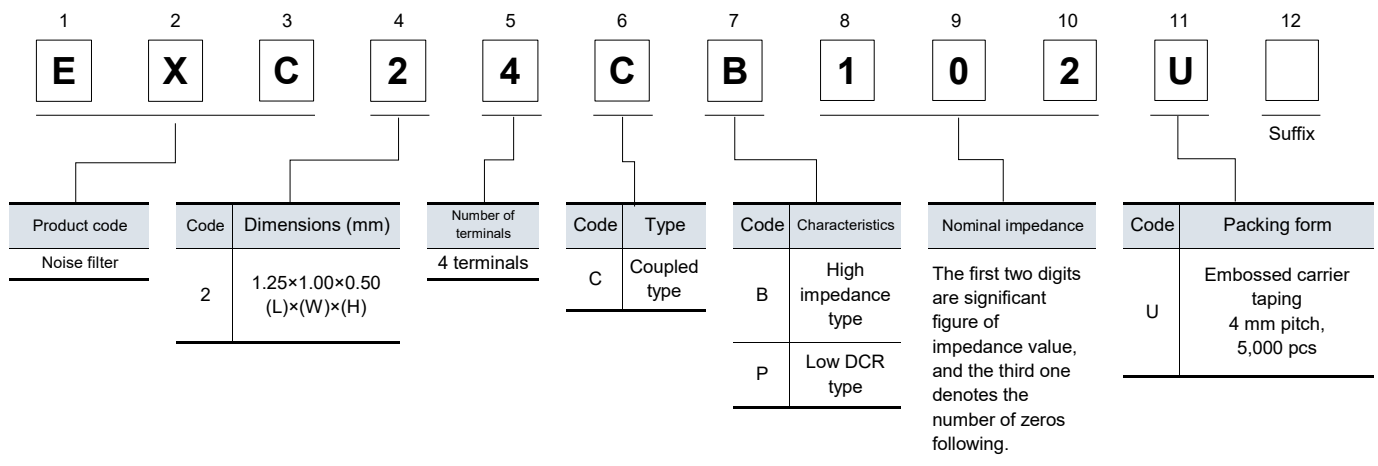 1 2 3 4 5 6 7 8 9 10 11 12
E X C 2 4 C B 1 0 2 U
Suffix
Product code
Noise filter
Code Dimensions (mm)
2 1.25×1.00×0.50
(L)×(W)×(H)
Number of
terminals
4 terminals
Code Type
C Coupled
type
Code Characteristics
B High
impedance
type
P Low DCR
type
Nominal impedance
The first two digits
are significant
figure of
impedance value,
and the third one
denotes the
number of zeros
following.
Code Packing form
U Embossed carrier
taping
4 mm pitch,
5,000 pcs